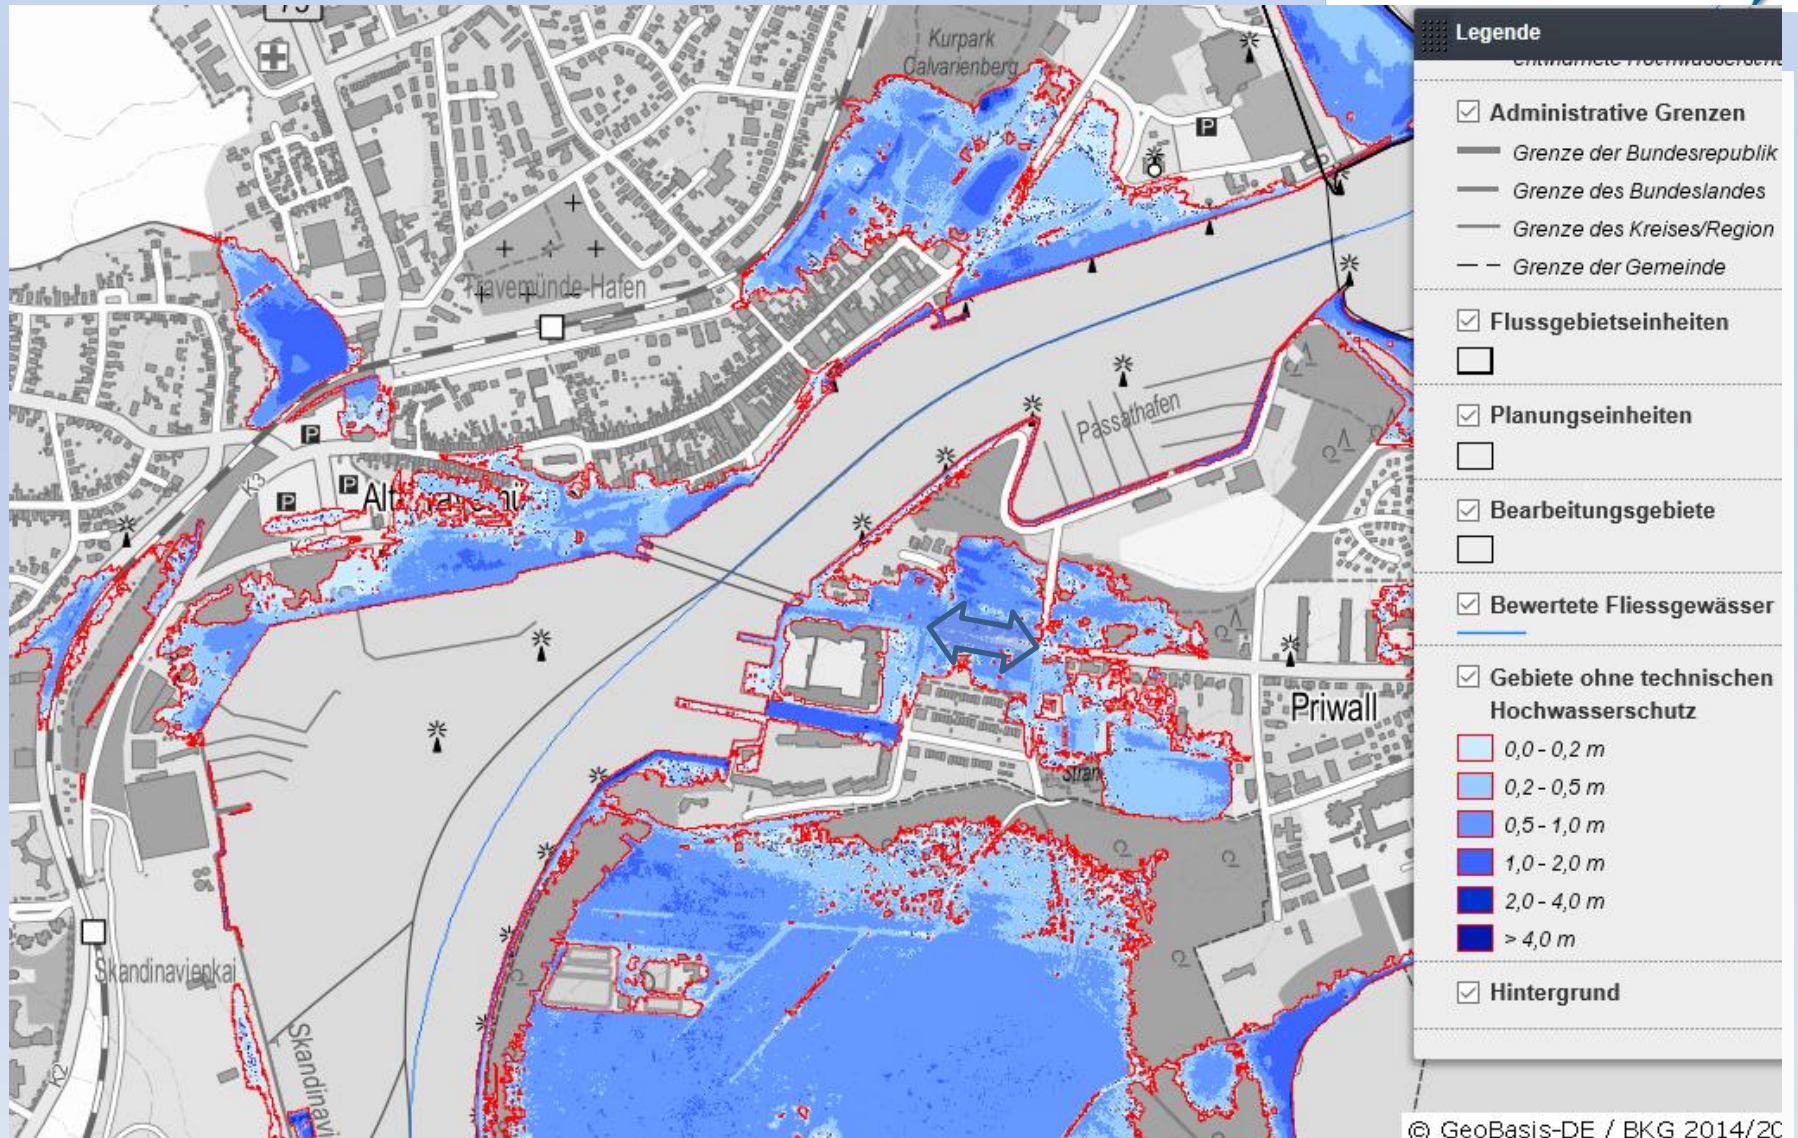 75
Kurpark
Calvarienberg
P
Travemünde-Hafen
Passathafen
P
P
P
K3
Priwall
Stran
Skandinavienkai
Skandinavi
K2
Legende
Administrative Grenzen
Grenze der Bundesrepublik
Grenze des Bundeslandes
Grenze des Kreises/Region
Grenze der Gemeinde
Flussgebietseinheiten
Planungseinheiten
Bearbeitungsgebiete
Bewertete Fliessgewässer
Gebiete ohne technischen
Hochwasserschutz
0,0 - 0,2 m
0,2 - 0,5 m
0,5 - 1,0 m
1,0 - 2,0 m
2,0 - 4,0 m
> 4,0 m
Hintergrund
© GeoBasis-DE / BKG 2014/20